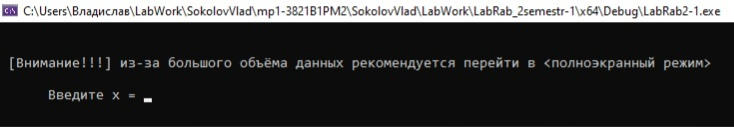 C:\Users\Владислав\LabWork\SokolovVlad\mp1-3821B1PM2\SokolovVlad\LabWork\LabRab_2semestr-1\x64\Debug\LabRab2-1.exe
[Внимание!!!] из-за большого объёма данных рекомендуется перейти в <полноэкранный режим>
Введите x =